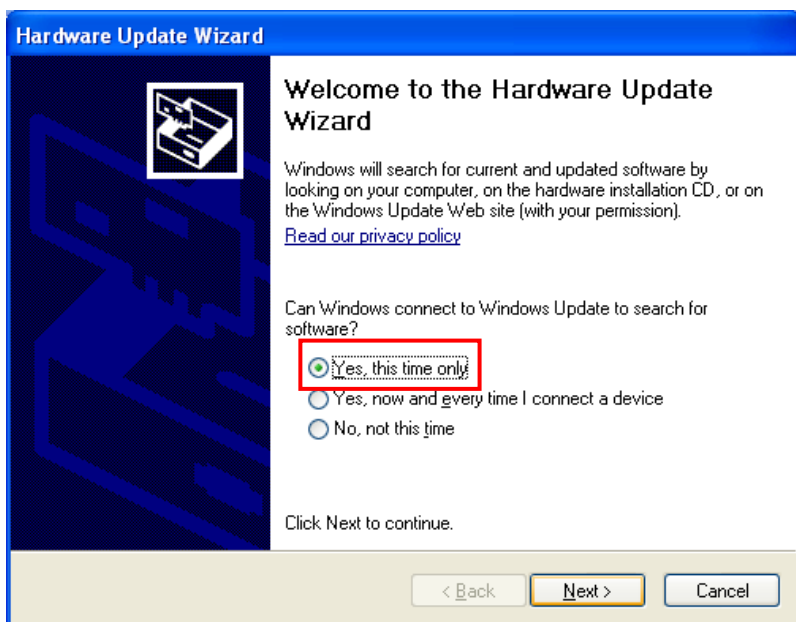 Hardware Update Wizard
Welcome to the Hardware Update
Wizard
Windows will search for current and updated software by
looking on your computer, on the hardware installation CD, or on
the Windows Update Web site (with your permission).
Read our privacy policy
Can Windows connect to Windows Update to search for
software?
Yes, this time only
Yes, now and every time I connect a device
No, not this time
Click Next to continue.
< Back Next > Cancel